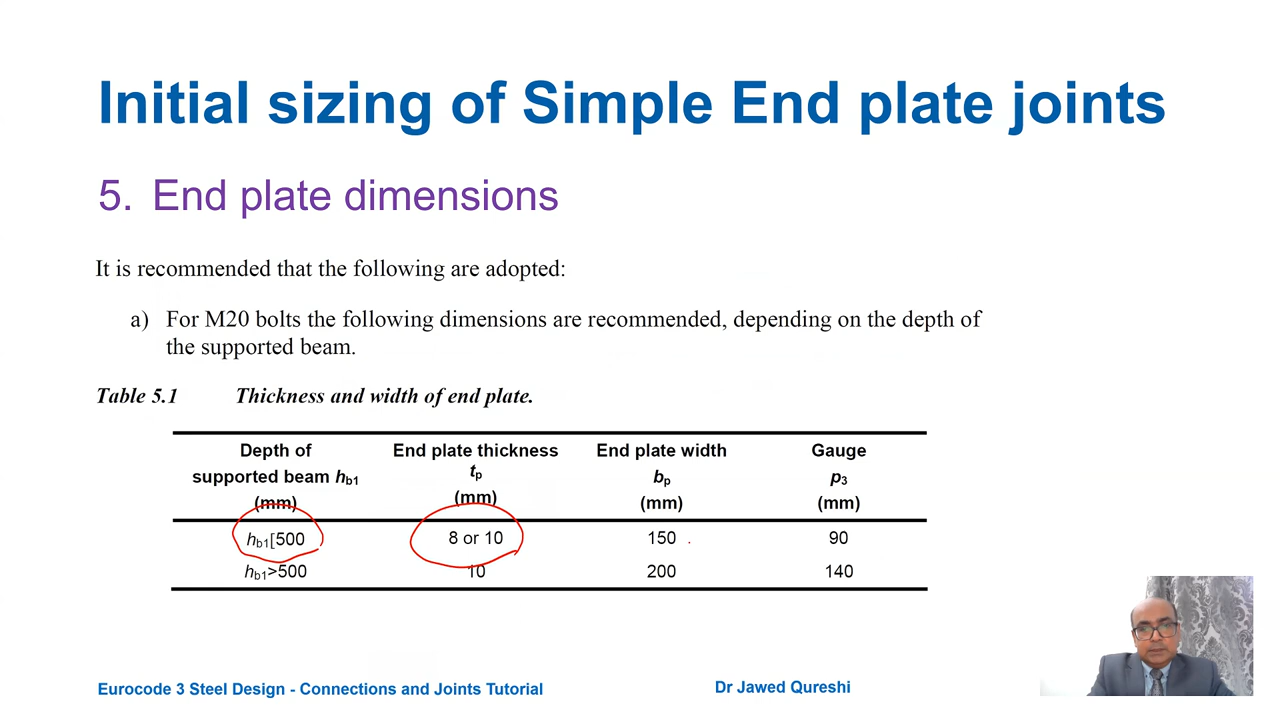 Initial sizing of Simple End plate joints
5. End plate dimensions
It is recommended that the following are adopted:
a) For M20 bolts the following dimensions are recommended, depending on the depth of
the supported beam.
Table 5.1 Thickness and width of end plate.
Depth of supported beam hb1 (mm) End plate thickness tp (mm) End plate width bp (mm) Gauge p3 (mm)
hb1[500 8 or 10 150 90
hb1>500 10 200 140
Eurocode 3 Steel Design - Connections and Joints Tutorial Dr Jawed Qureshi